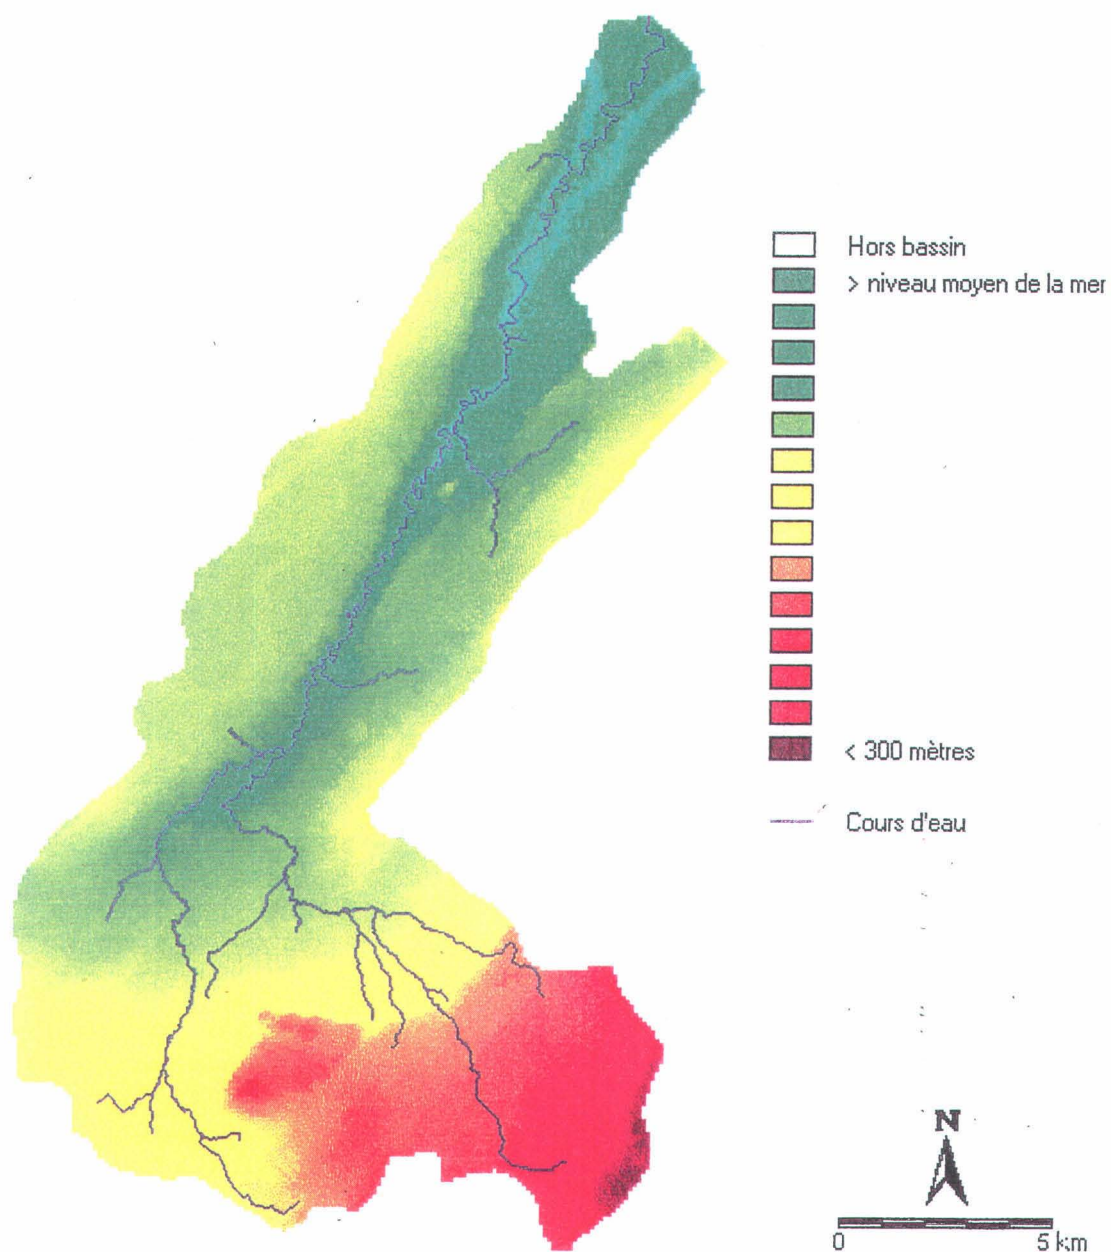 Hors bassin
> niveau moyen de la mer
< 300 mètres
Cours d'eau
N
0 5 km